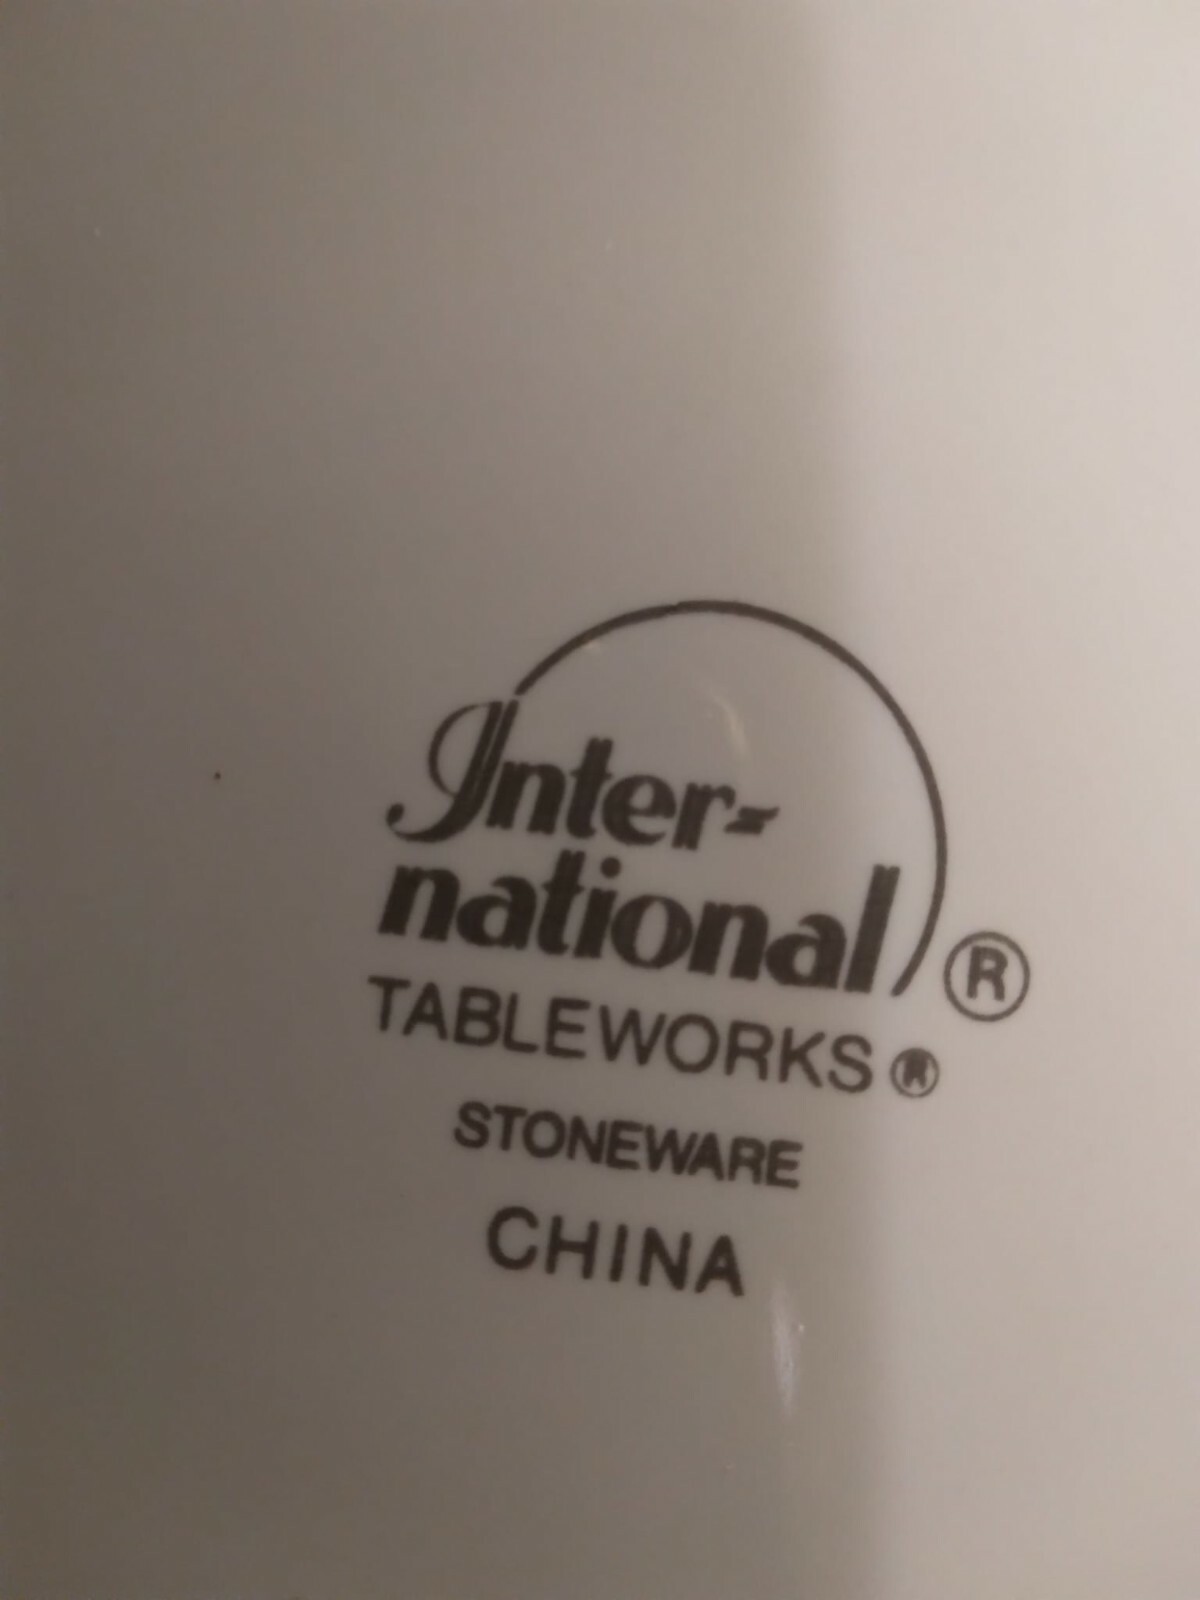 Inter-
national ®
TABLEWORKS ®
STONEWARE
CHINA